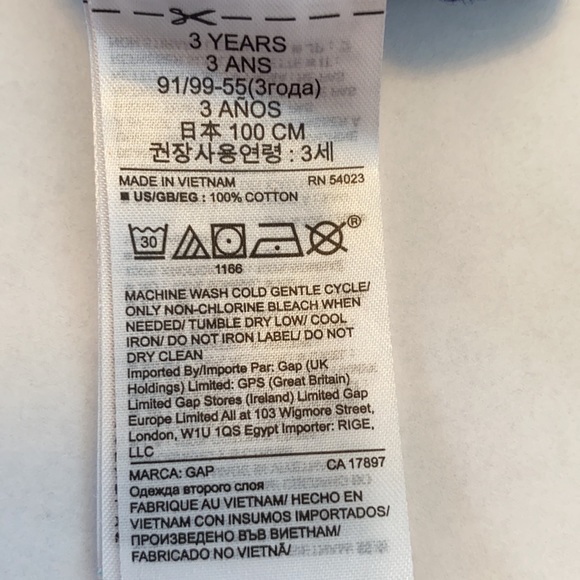 3 YEARS
3 ANS
91/99-55(3года)
3 AÑOS
日本 100 CM
권장사용연령 : 3세
MADE IN VIETNAM RN 54023
■ US/GB/EG : 100% COTTON
30 ®
1166
MACHINE WASH COLD GENTLE CYCLE/
ONLY NON-CHLORINE BLEACH WHEN
NEEDED/ TUMBLE DRY LOW/ COOL
IRON/ DO NOT IRON LABEL/ DO NOT
DRY CLEAN
Imported By/Importe Par: Gap (UK
Holdings) Limited: GPS (Great Britain)
Limited Gap Stores (Ireland) Limited Gap
Europe Limited All at 103 Wigmore Street,
London, W1U 1QS Egypt Importer: RIGE,
LLC
MARCA: GAP CA 17897
Одежда второго слоя
FABRIQUE AU VIETNAM/ HECHO EN
VIETNAM CON INSUMOS IMPORTADOS/
ПРОИЗВЕДЕНО ВЪВ ВИЕТНАМ/
FABRICADO NO VIETNÃ/